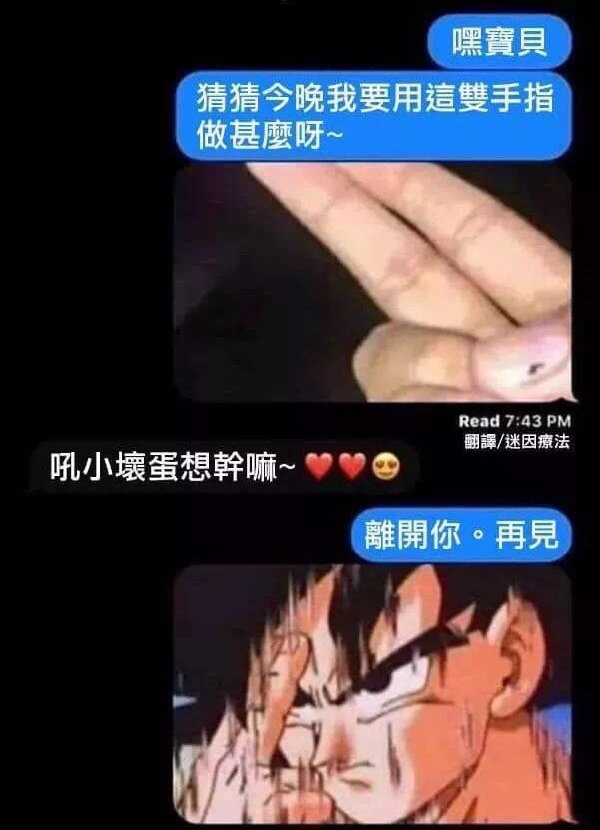 嘿寶貝
猜猜今晚我要用這雙手指
做甚麼呀~
Read 7:43 PM
翻譯/迷因療法
吼小壞蛋想幹嘛~ ❤️❤️😍
離開你。再見